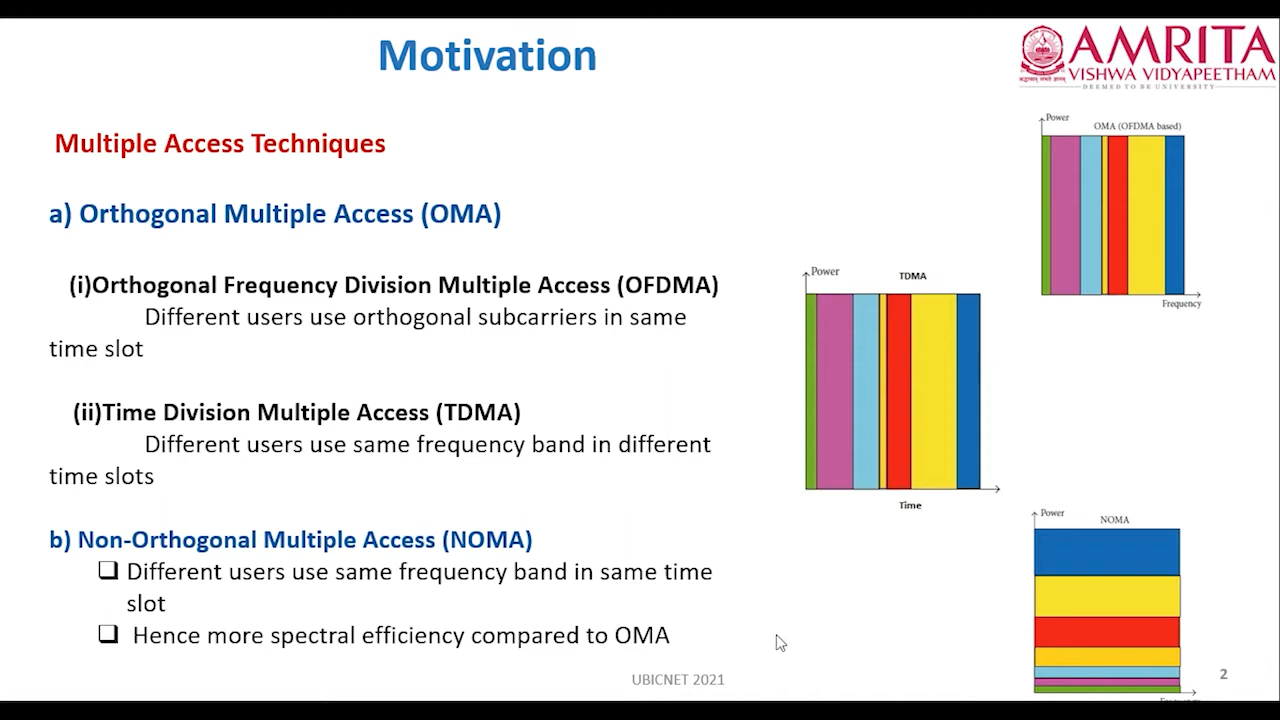 Motivation
AMRITA
VISHWA VIDYAPEETHAM
DEEMED TO BE UNIVERSITY
Multiple Access Techniques
a) Orthogonal Multiple Access (OMA)
(i)Orthogonal Frequency Division Multiple Access (OFDMA)
Different users use orthogonal subcarriers in same
time slot
(ii)Time Division Multiple Access (TDMA)
Different users use same frequency band in different
time slots
b) Non-Orthogonal Multiple Access (NOMA)
Different users use same frequency band in same time
slot
Hence more spectral efficiency compared to OMA
Power
OMA (OFDMA based)
Frequency
Power
TDMA
Time
Power
NOMA
UBICNET 2021
2